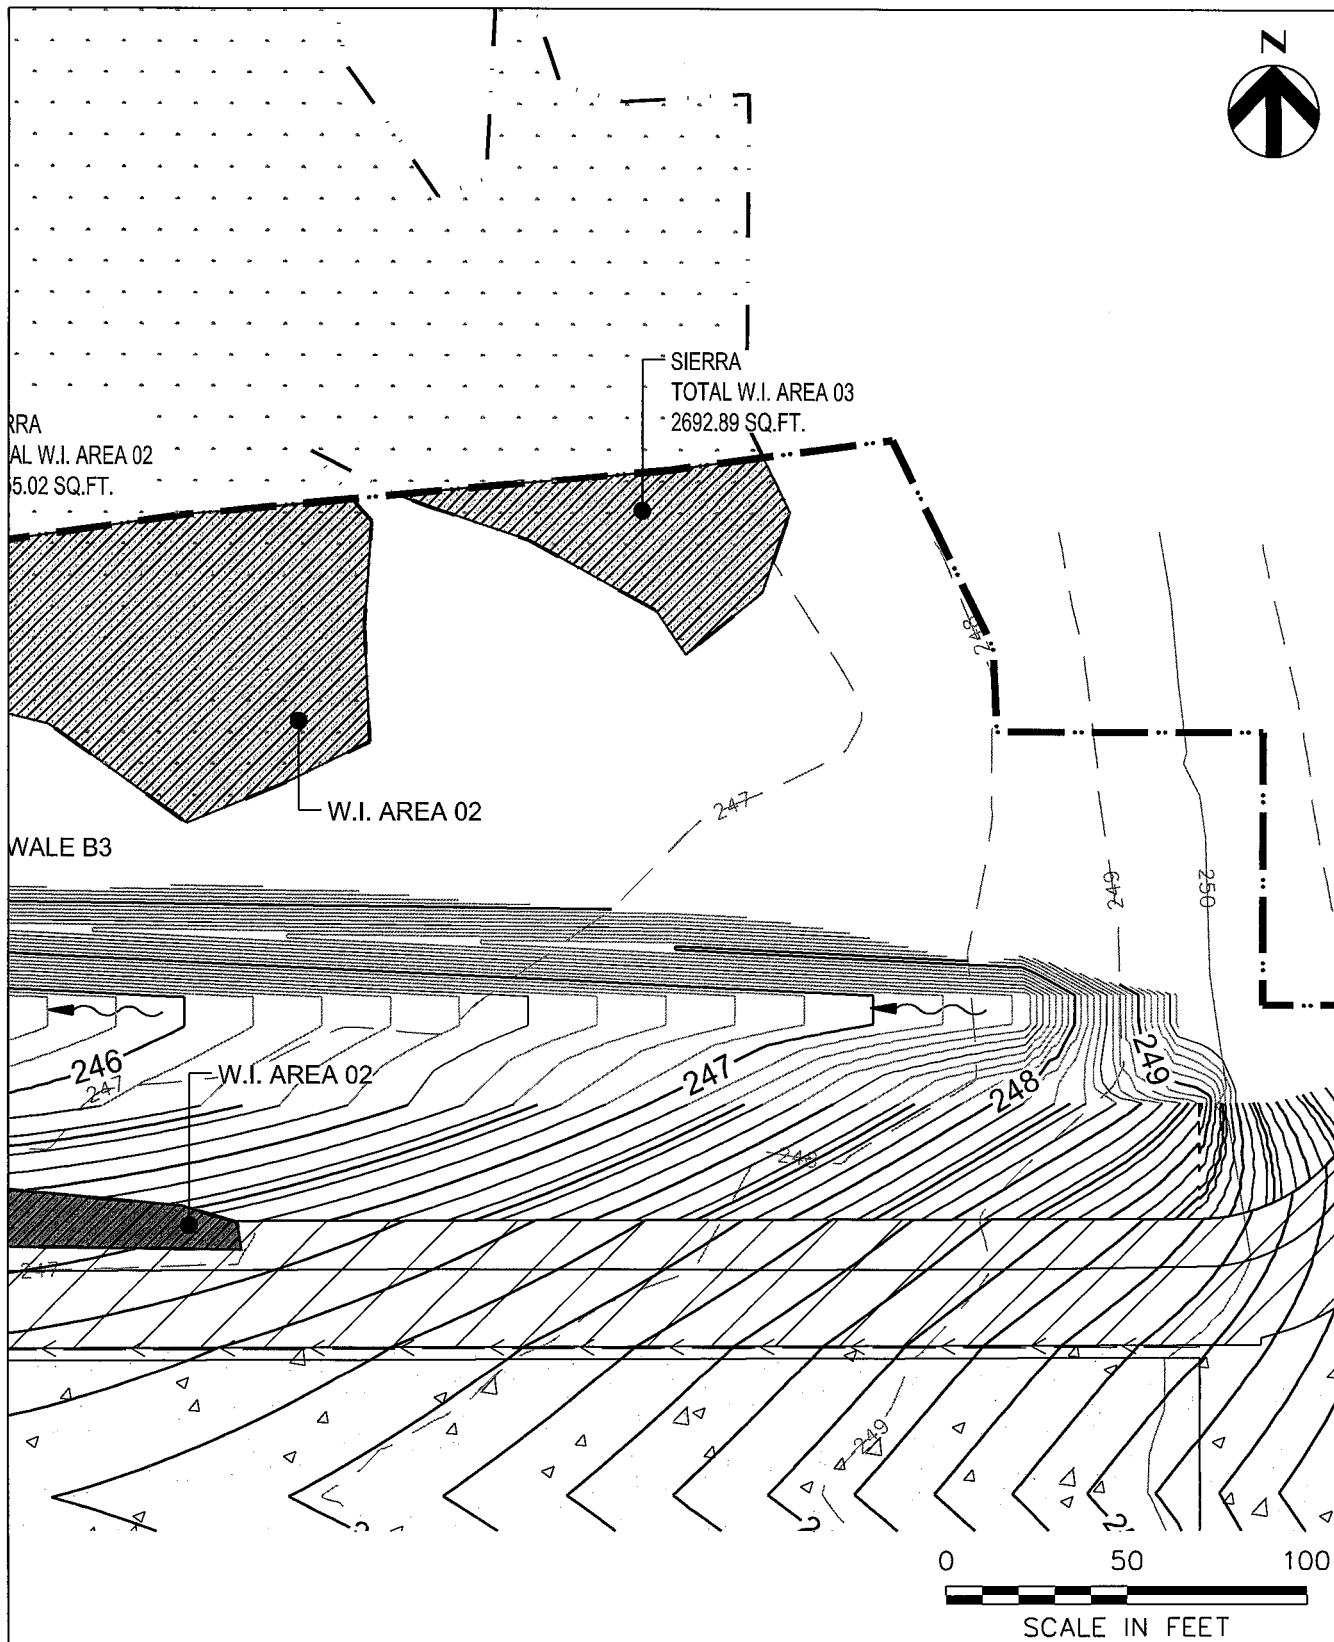 N
SIERRA
TOTAL W.I. AREA 03
2692.89 SQ.FT.
RRA
AL W.I. AREA 02
55.02 SQ.FT.
248
247
W.I. AREA 02
WALE B3
249
250
246
247
W.I. AREA 02
247
248
249
248
247
249
0 50 100
SCALE IN FEET